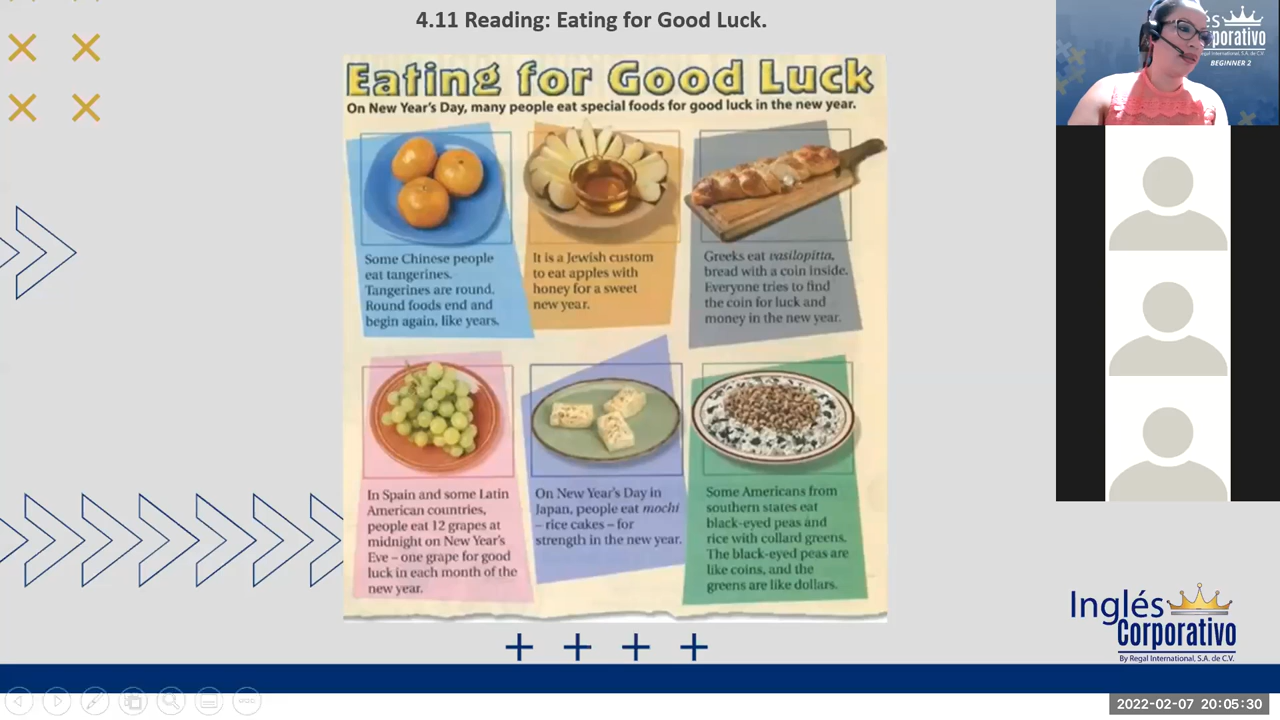 4.11 Reading: Eating for Good Luck.
Eating for Good Luck
On New Year's Day, many people eat special foods for good luck in the new year.
Some Chinese people
eat tangerines.
Tangerines are round.
Round foods end and
begin again, like years.
It is a Jewish custom
to eat apples with
honey for a sweet
new year.
Greeks eat vasilopitta,
bread with a coin inside.
Everyone tries to find
the coin for luck and
money in the new year.
In Spain and some Latin
American countries,
people eat 12 grapes at
midnight on New Year's
Eve – one grape for good
luck in each month of the
new year.
On New Year's Day in
Japan, people eat mochi
– rice cakes – for
strength in the new year.
Some Americans from
southern states eat
black-eyed peas and
rice with collard greens.
The black-eyed peas are
like coins, and the
greens are like dollars.
BEGINNER 2
Inglés
Corporativo
By Regal International, S.A. de C.V.
2022-02-07 20:05:30